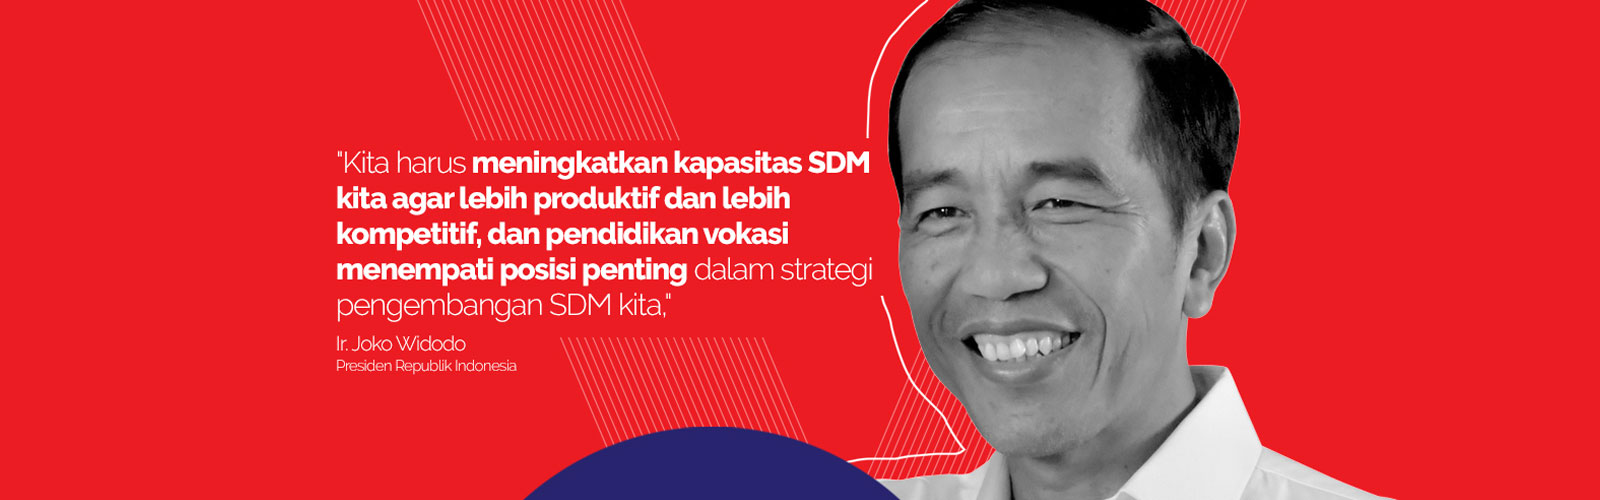 "Kita harus meningkatkan kapasitas SDM
kita agar lebih produktif dan lebih
kompetitif, dan pendidikan vokasi
menempati posisi penting dalam strategi
pengembangan SDM kita,"
Ir. Joko Widodo
Presiden Republik Indonesia